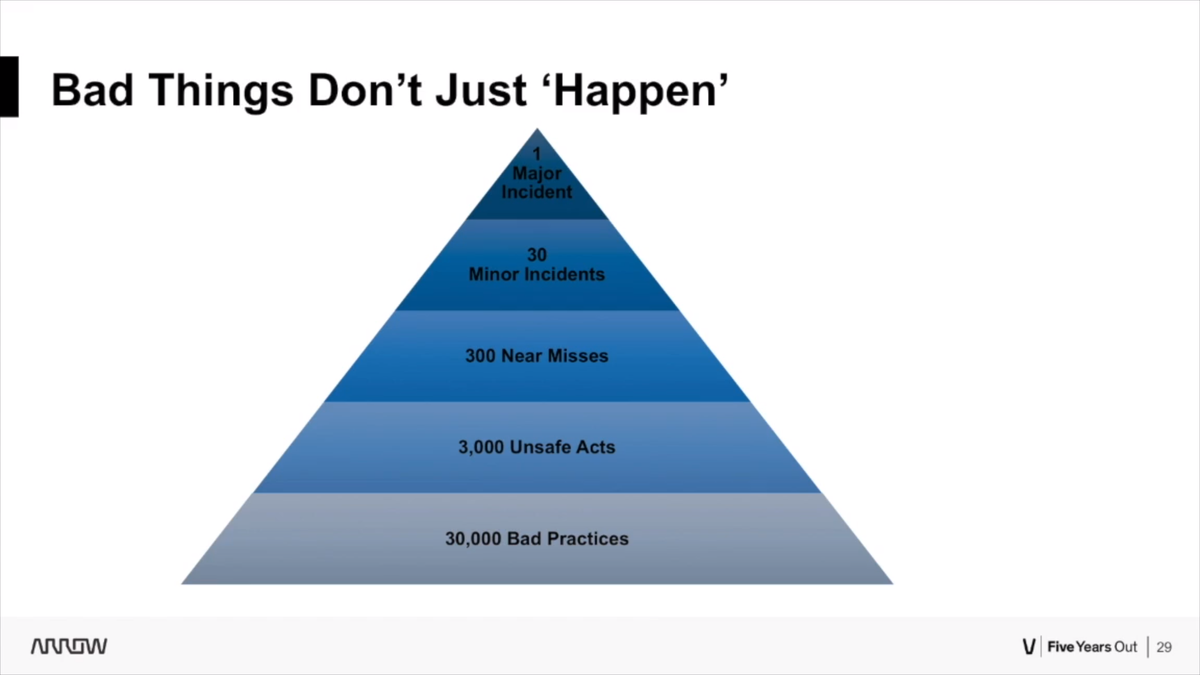 Bad Things Don’t Just ‘Happen’
1
Major
Incident
30
Minor Incidents
300 Near Misses
3,000 Unsafe Acts
30,000 Bad Practices
ARROW
Five Years Out
29